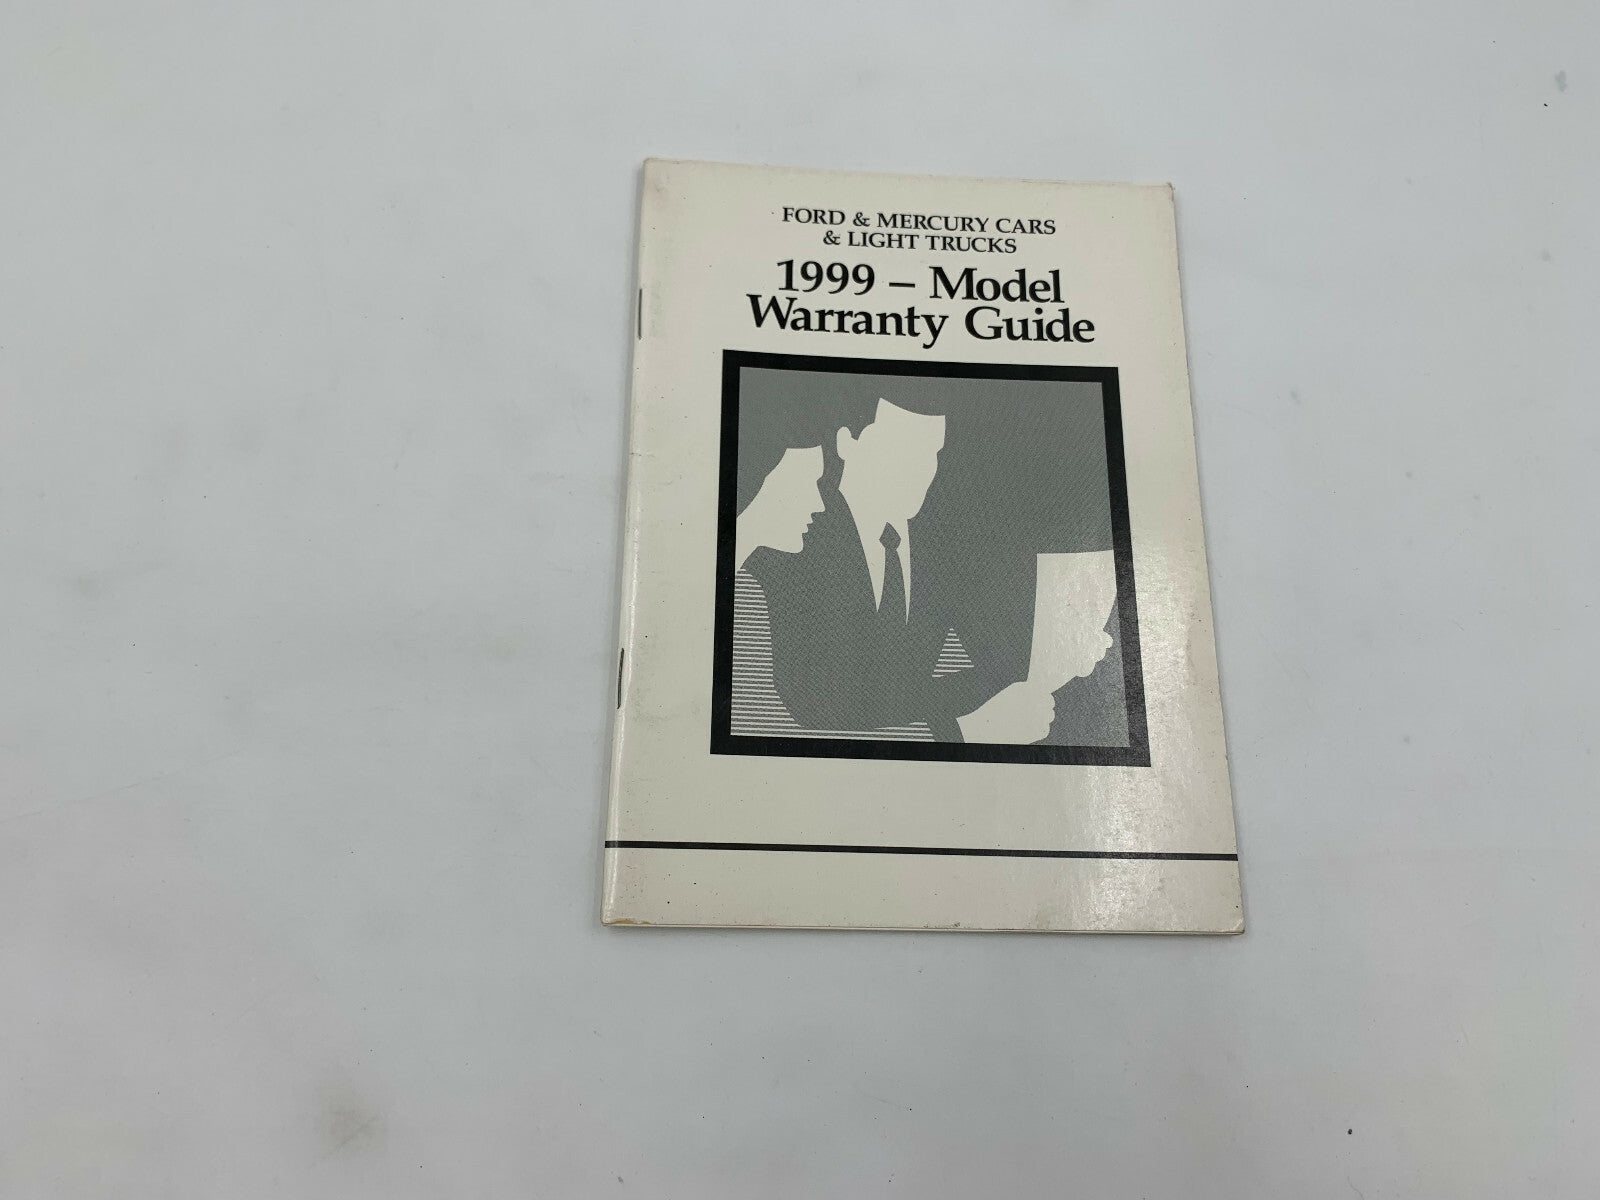 FORD & MERCURY CARS
& LIGHT TRUCKS
1999 – Model
Warranty Guide